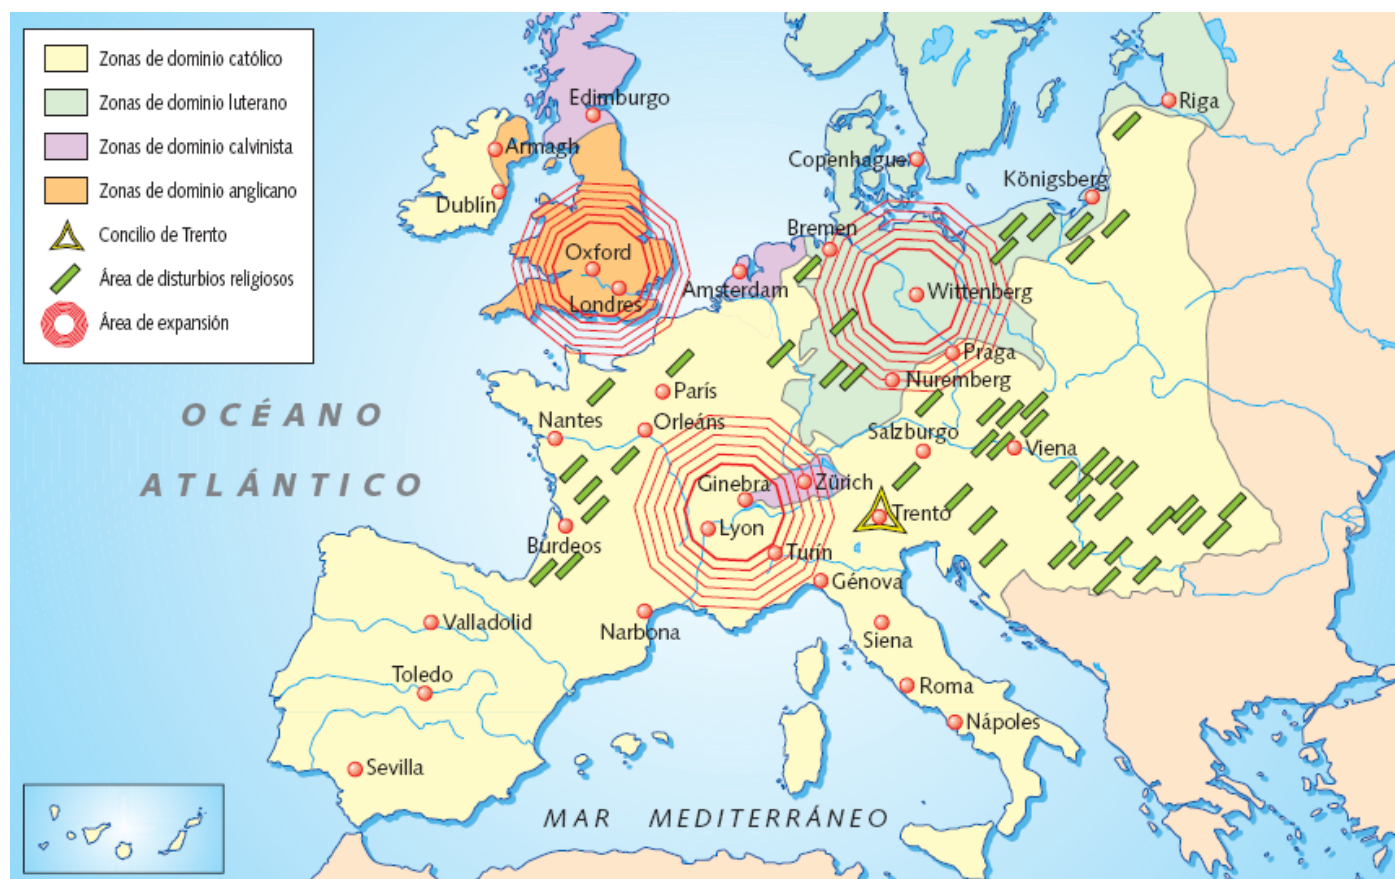 Zonas de dominio católico
Zonas de dominio luterano
Zonas de dominio calvinista
Zonas de dominio anglicano
Concilio de Trento
Área de disturbios religiosos
Área de expansión
Edimburgo
Armagh
Dublín
Oxford
Londres
Amsterdam
Copenhague
Riga
Königsberg
Bremen
Wittenberg
Praga
Nuremberg
París
Orleáns
Nantes
OCÉANO
ATLÁNTICO
Salzburgo
Viena
Ginebra
Zürich
Trento
Lyon
Burdeos
Turín
Génova
Narbona
Valladolid
Siena
Toledo
Roma
Nápoles
Sevilla
MAR MEDITERRÁNEO